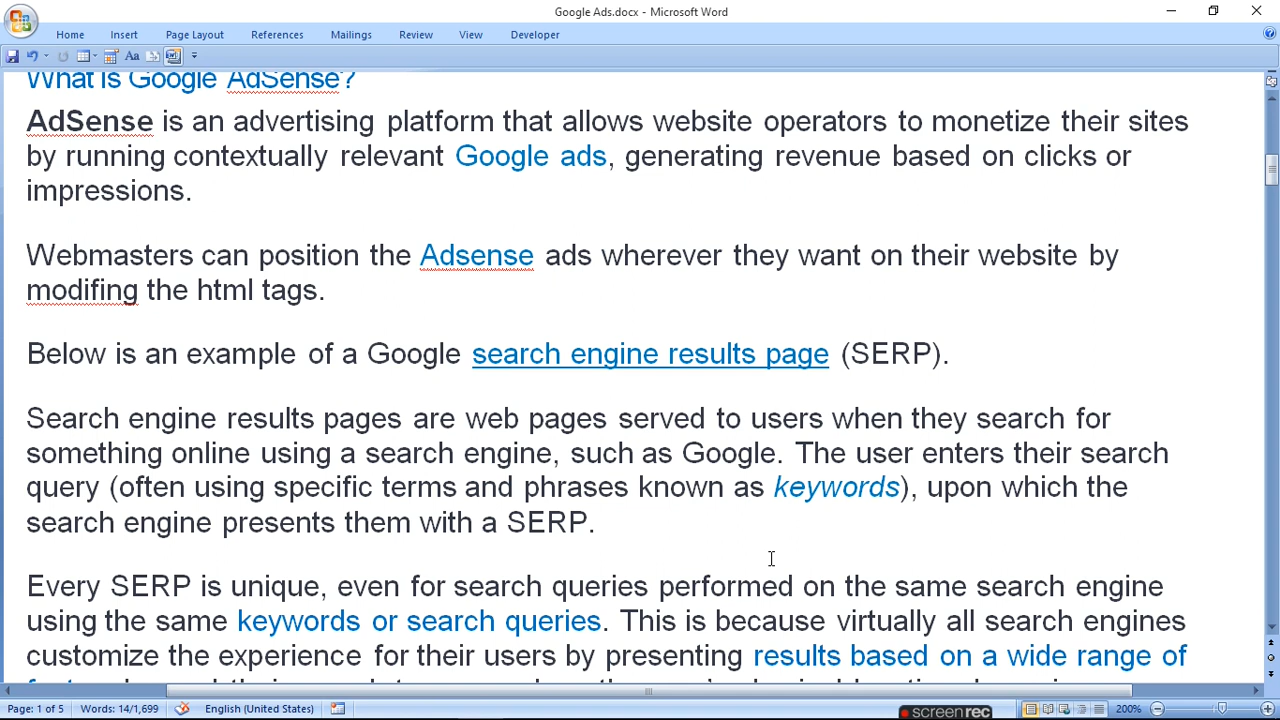 Google Ads.docx - Microsoft Word
Home Insert Page Layout References Mailings Review View Developer
Aa
What Is Google AdSense?
AdSense is an advertising platform that allows website operators to monetize their sites
by running contextually relevant Google ads, generating revenue based on clicks or
impressions.
Webmasters can position the Adsense ads wherever they want on their website by
modifing the html tags.
Below is an example of a Google search engine results page (SERP).
Search engine results pages are web pages served to users when they search for
something online using a search engine, such as Google. The user enters their search
query (often using specific terms and phrases known as keywords), upon which the
search engine presents them with a SERP.
Every SERP is unique, even for search queries performed on the same search engine
using the same keywords or search queries. This is because virtually all search engines
customize the experience for their users by presenting results based on a wide range of
Page: 1 of 5 Words: 14/1,699 English (United States) screenrec 200%